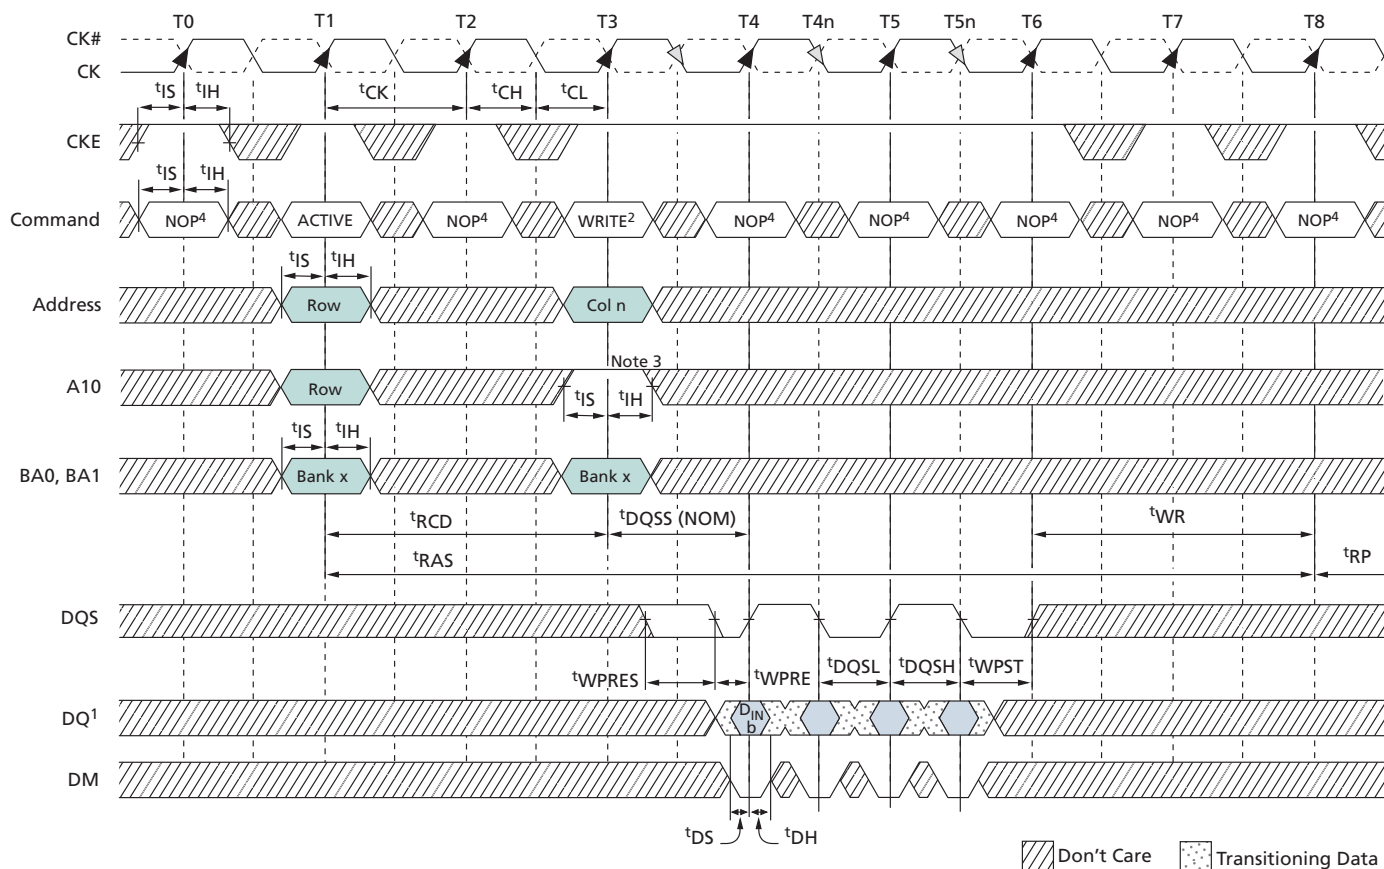 T0 T1 T2 T3 T4 T4n T5 T5n T6 T7 T8
CK#
CK
tIS tIH tCK tCH tCL
CKE
tIS tIH
Command NOP4 ACTIVE NOP4 WRITE2 NOP4 NOP4 NOP4 NOP4 NOP4
tIS tIH
Address Row Col n
Note 3
A10 Row
tIS tIH
tIS tIH
BA0, BA1 Bank x Bank x
tRCD tDQSS (NOM) tWR
tRAS tRP
DQS
tWPRES tWPRE tDQSL tDQSH tWPST
DQ1 DIN
b
DM
tDS tDH
Don't Care Transitioning Data